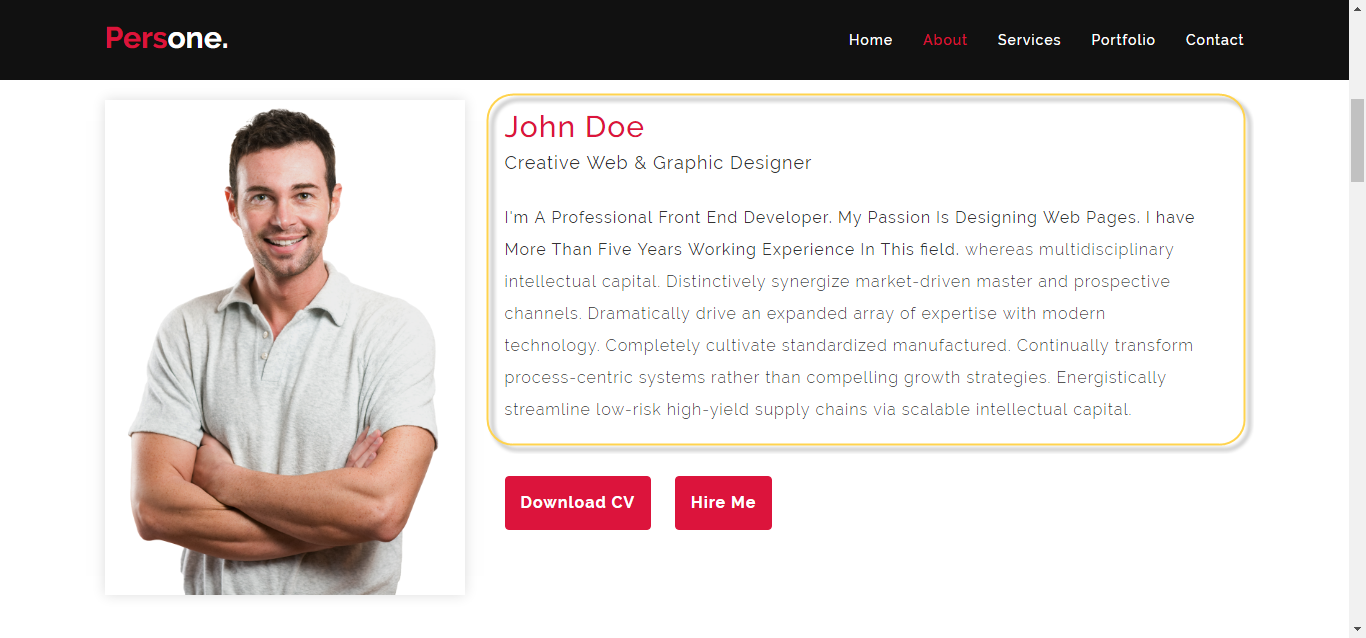 Persone.
Home About Services Portfolio Contact
John Doe
Creative Web & Graphic Designer
I'm A Professional Front End Developer. My Passion Is Designing Web Pages. I have
More Than Five Years Working Experience In This field. whereas multidisciplinary
intellectual capital. Distinctively synergize market-driven master and prospective
channels. Dramatically drive an expanded array of expertise with modern
technology. Completely cultivate standardized manufactured. Continually transform
process-centric systems rather than compelling growth strategies. Energistically
streamline low-risk high-yield supply chains via scalable intellectual capital.
Download CV Hire Me